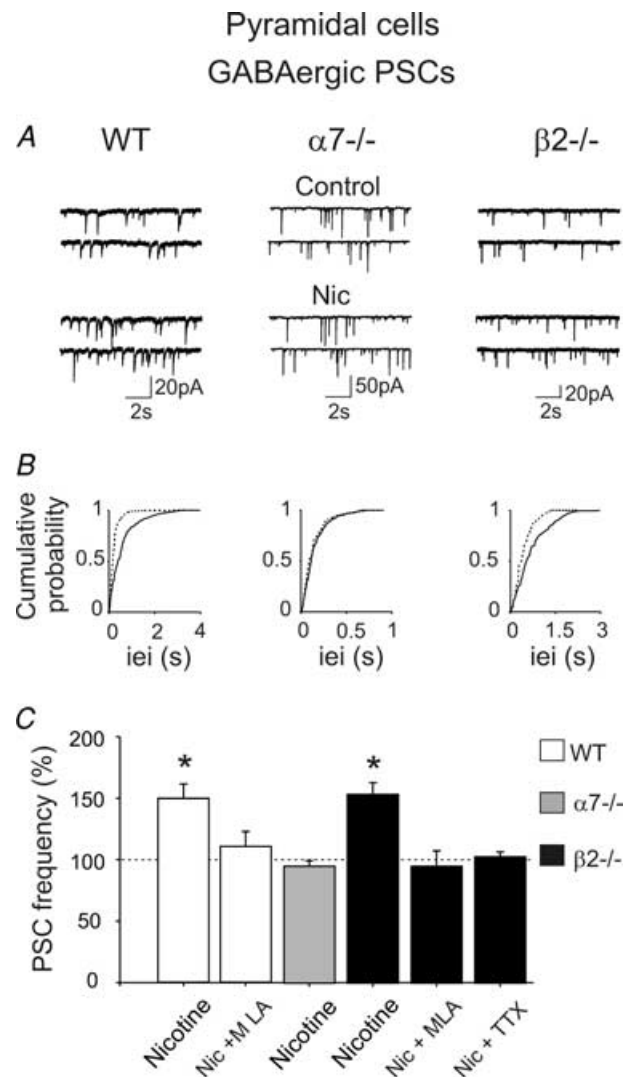 Pyramidal cells
GABAergic PSCs
A WT α7-/- β2-/-
Control
Nic
20pA
2s
50pA
2s
20pA
2s
B
Cumulative
probability
1
0.5
0
0 2 4
iei (s)
1
0.5
0
0 0.5 1
iei (s)
1
0.5
0
0 1.5 3
iei (s)
C
PSC frequency (%)
200
150
100
50
0
* *
WT
α7-/-
β2-/-
Nicotine
Nic +M LA
Nicotine
Nicotine
Nic + MLA
Nic + TTX